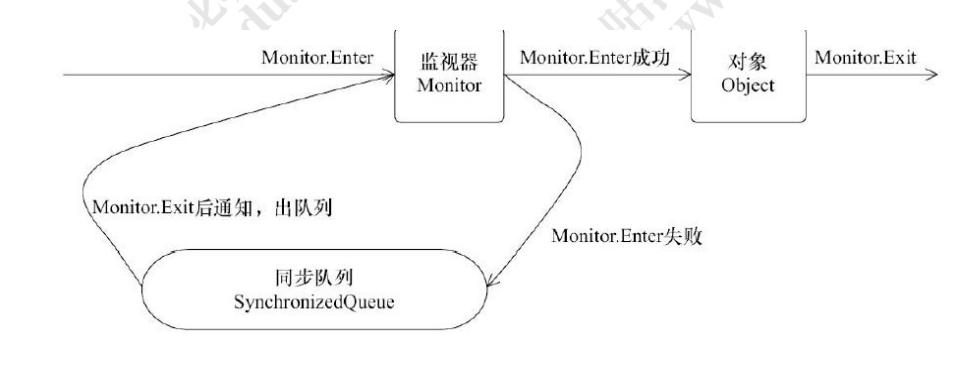 Monitor.Enter
监视器
Monitor
Monitor.Enter成功
对象
Object
Monitor.Exit
Monitor.Exit后通知，出队列
Monitor.Enter失败
同步队列
SynchronizedQueue